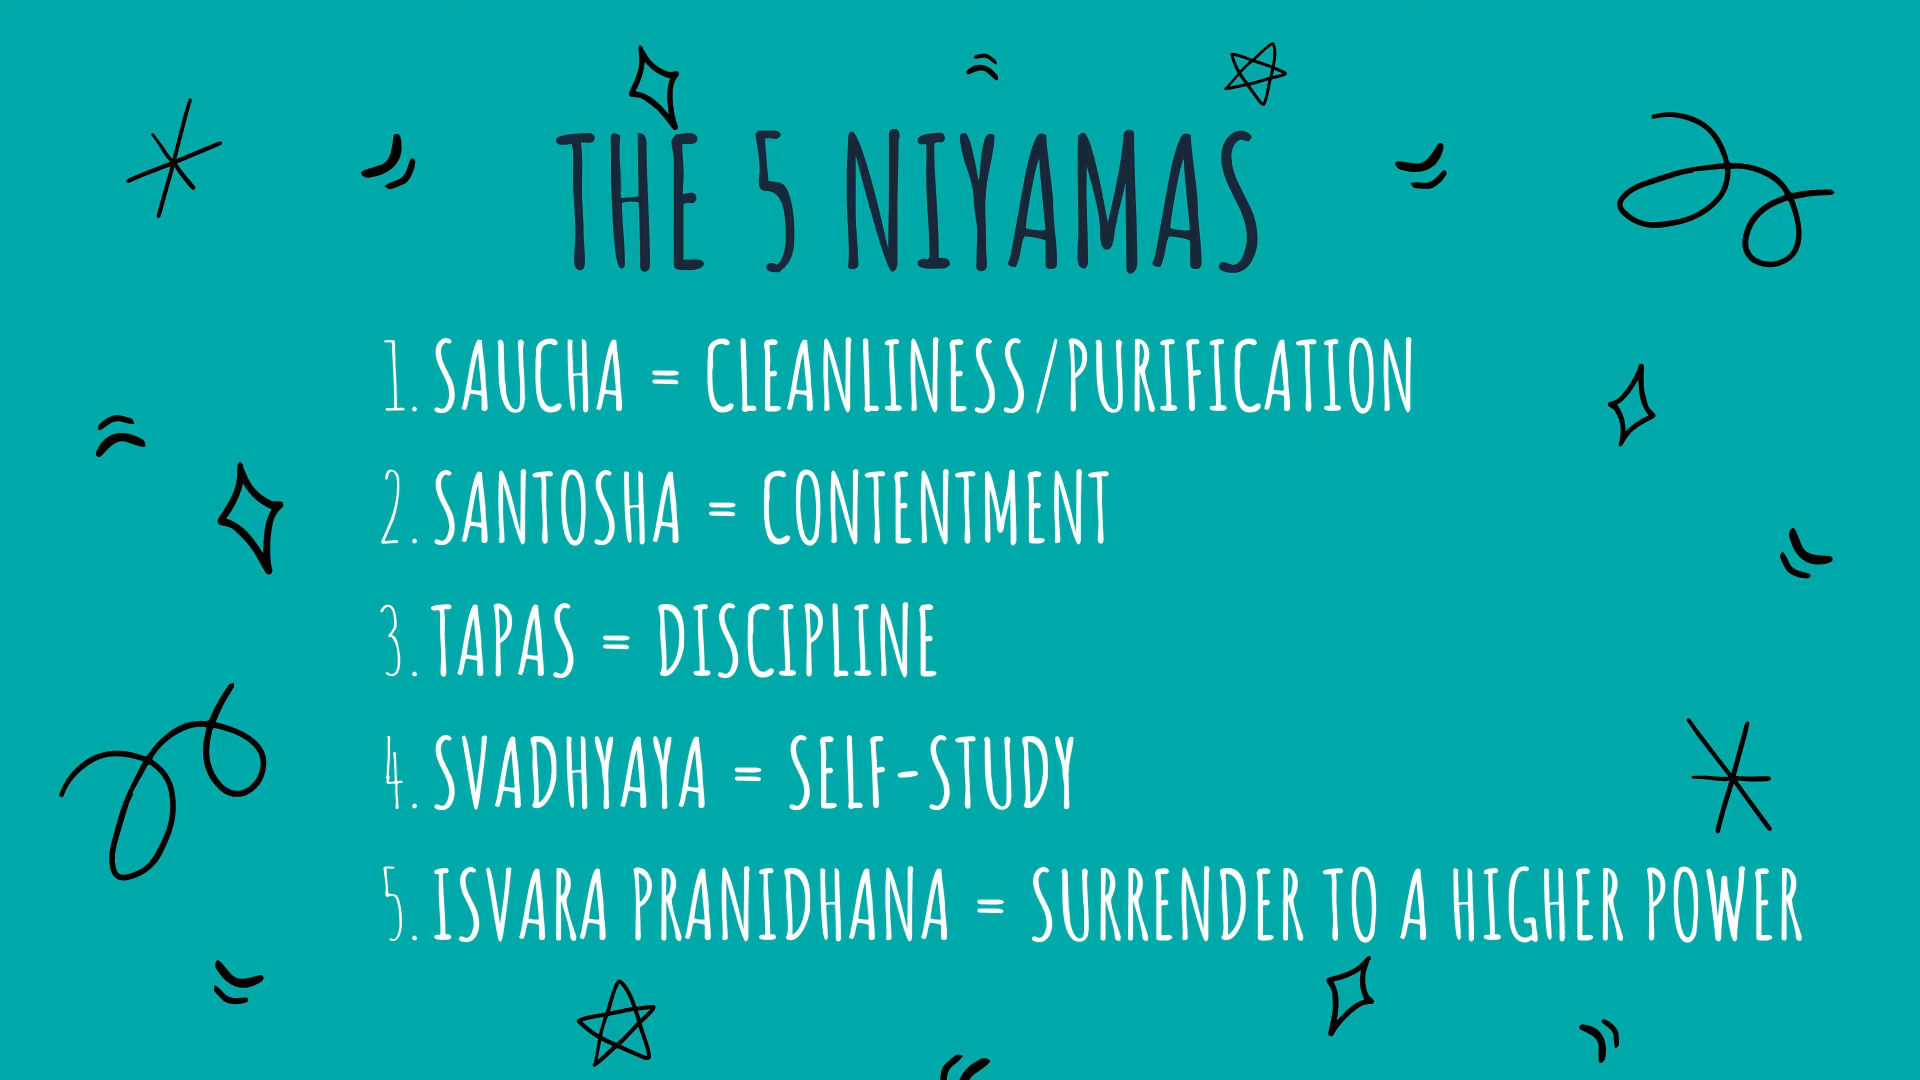 THE 5 NIYAMAS
1. SAUCHA = CLEANLINESS/PURIFICATION
2. SANTOSHA = CONTENTMENT
3. TAPAS = DISCIPLINE
4. SVADHYAYA = SELF-STUDY
5. ISVARA PRANIDHANA = SURRENDER TO A HIGHER POWER